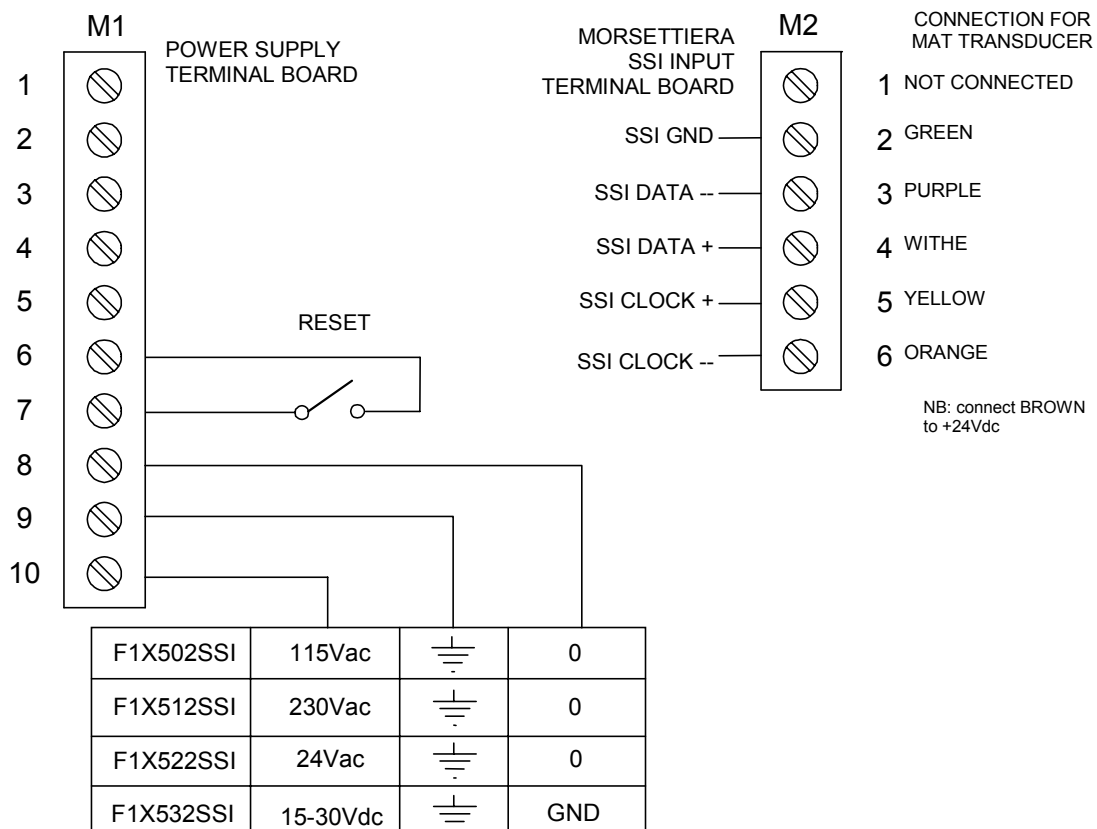 M1
POWER SUPPLY
TERMINAL BOARD
1
2
3
4
5
6
7
8
9
10
RESET
MORSETTIERA
SSI INPUT
TERMINAL BOARD
M2
CONNECTION FOR
MAT TRANSDUCER
1 NOT CONNECTED
SSI GND 2 GREEN
SSI DATA -- 3 PURPLE
SSI DATA + 4 WITHE
SSI CLOCK + 5 YELLOW
SSI CLOCK -- 6 ORANGE
NB: connect BROWN
to +24Vdc
F1X502SSI 115Vac 0
F1X512SSI 230Vac 0
F1X522SSI 24Vac 0
F1X532SSI 15-30Vdc GND